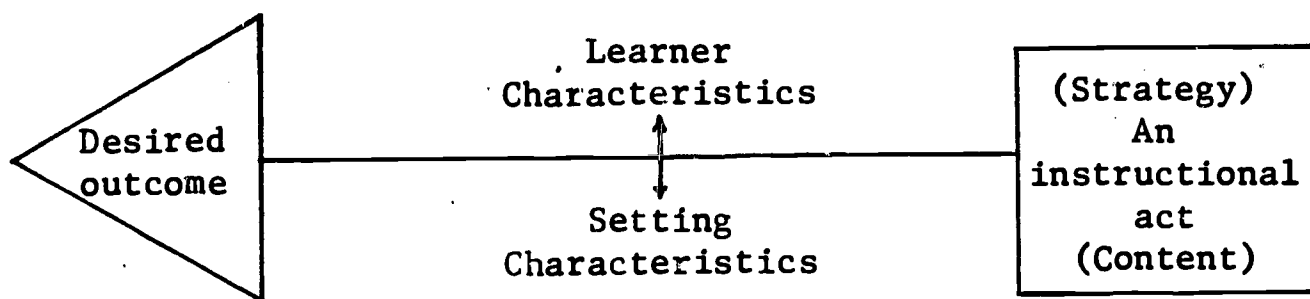 Desired
outcome
Learner
Characteristics
Setting
Characteristics
(Strategy)
An
instructional
act
(Content)